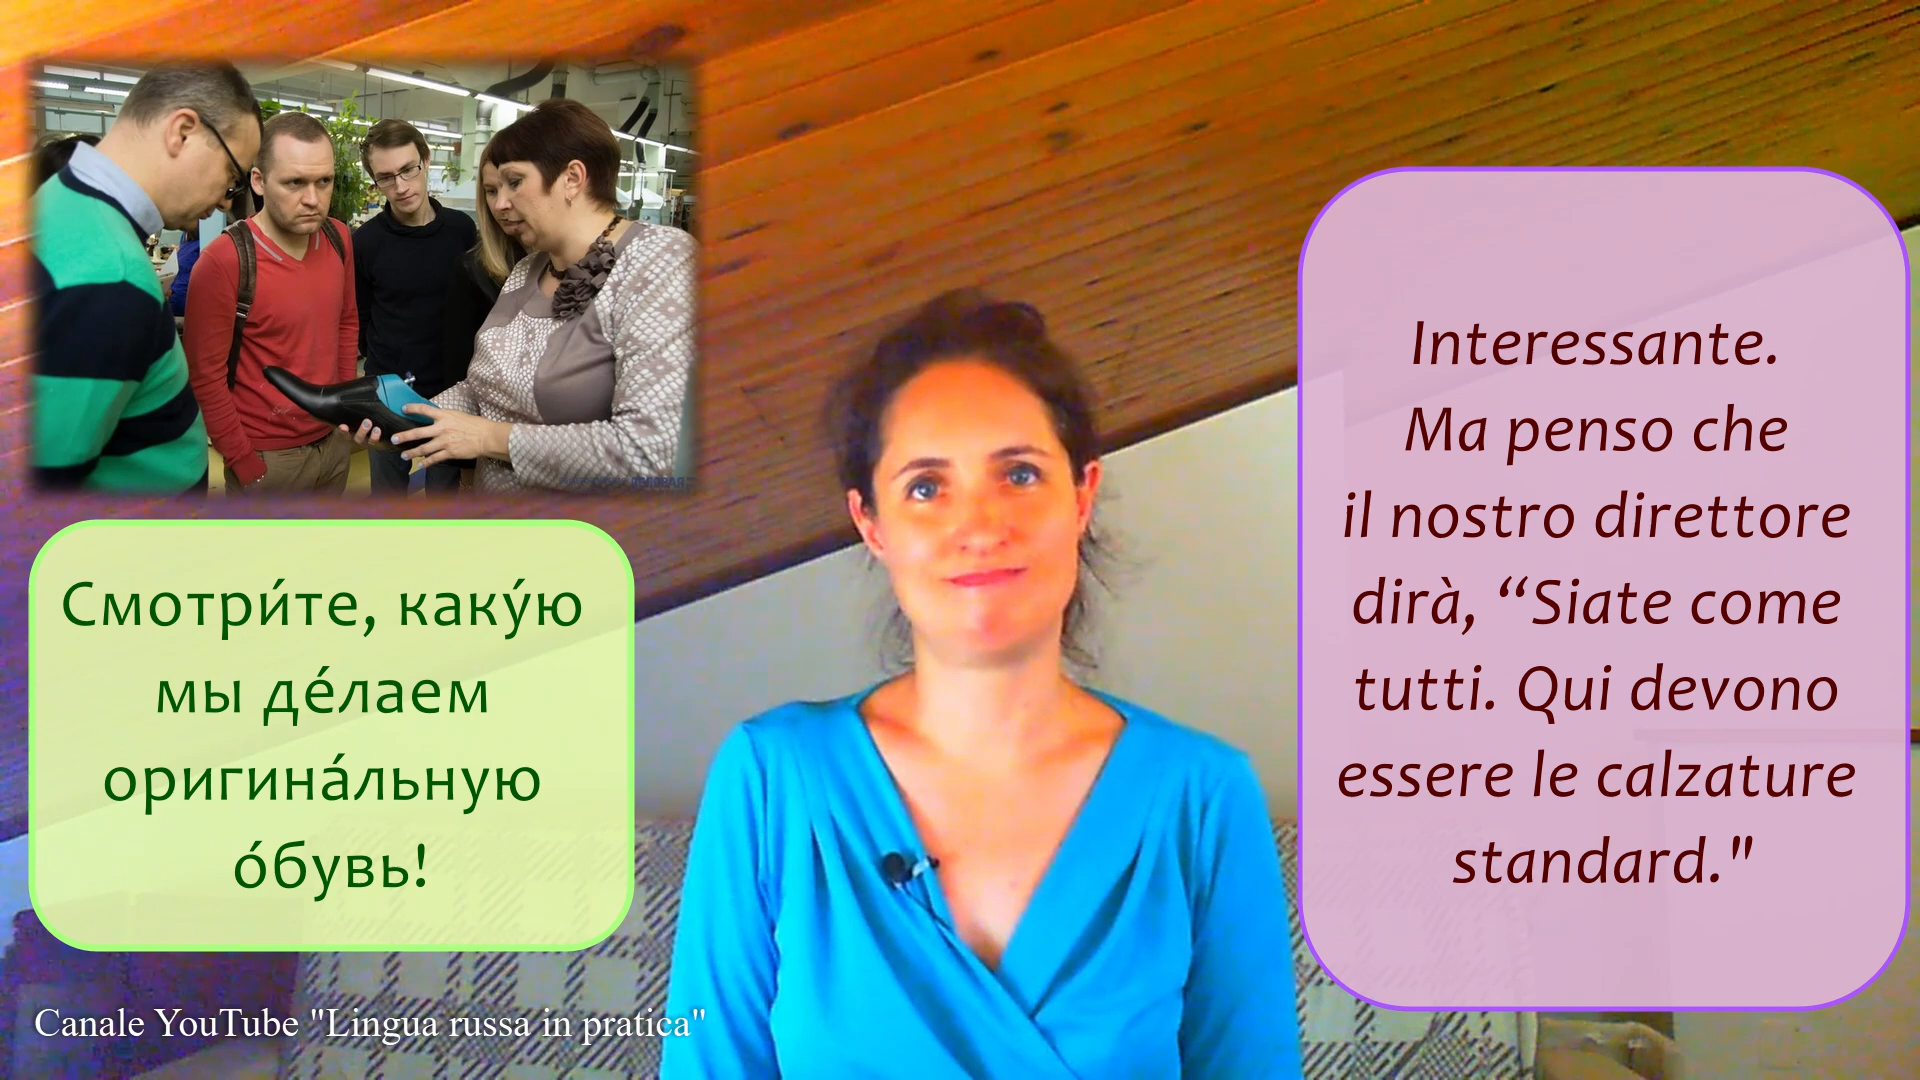 Смотри́те, каку́ю
мы де́лаем
оригина́льную
о́бувь!
Interessante.
Ma penso che
il nostro direttore
dirà, “Siate come
tutti. Qui devono
essere le calzature
standard."
Canale YouTube "Lingua russa in pratica"